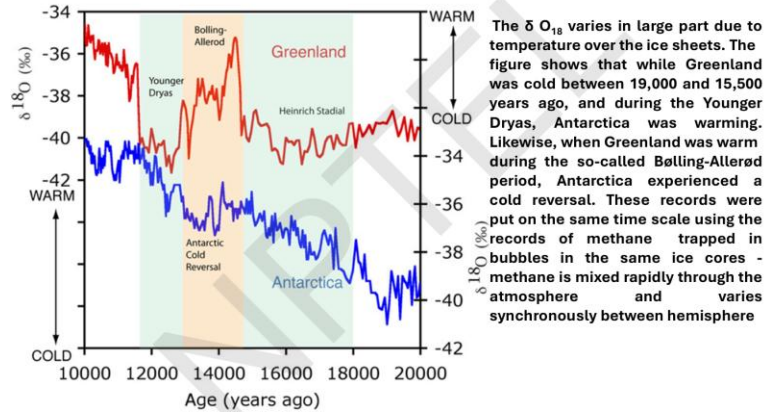 -34
-36
-38
-40
-42
δ 18O (‰)
WARM
COLD
Bolling-
Allerod
Greenland
Younger
Dryas
Heinrich Stadial
Antarctic
Cold
Reversal
Antarctica
WARM
COLD
-34
-36
-38
-40
-42
δ 18O (‰)
10000 12000 14000 16000 18000 20000
Age (years ago)
The δ O18 varies in large part due to
temperature over the ice sheets. The
figure shows that while Greenland
was cold between 19,000 and 15,500
years ago, and during the Younger
Dryas, Antarctica was warming.
Likewise, when Greenland was warm
during the so-called Bølling-Allerød
period, Antarctica experienced a
cold reversal. These records were
put on the same time scale using the
records of methane trapped in
bubbles in the same ice cores -
methane is mixed rapidly through the
atmosphere and varies
synchronously between hemisphere
NPTEL